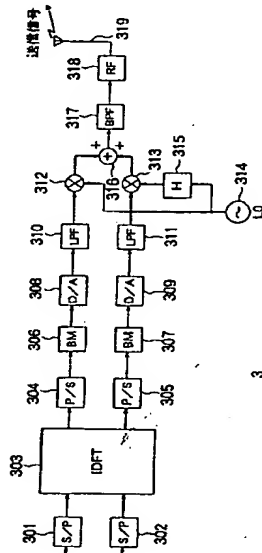 送信信号
319
318
RF
317
BPF
+
+
316
312
313
315
H
314
~
LO
310
LPF
311
LPF
308
D/A
309
D/A
306
BM
307
BM
304
P/S
305
P/S
303
IDFT
301
S/P
302
S/P
3